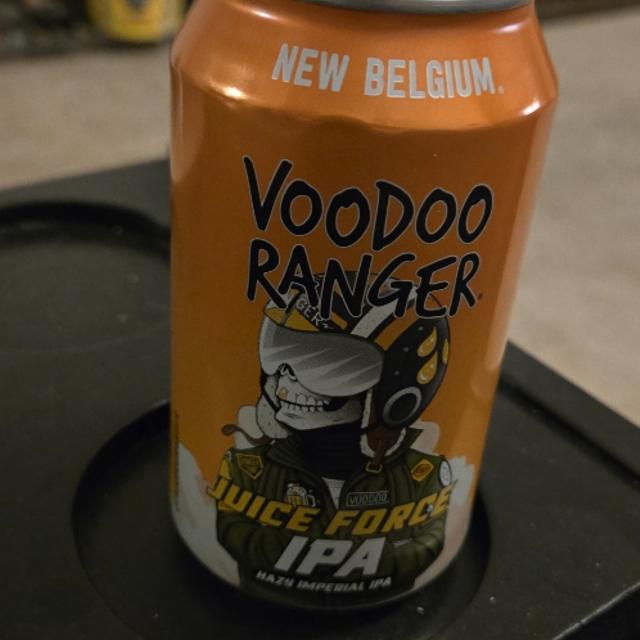 NEW BELGIUM.
VOODOO
RANGER
VOODOO
JUICE FORCE
IPA
HAZY IMPERIAL IPA